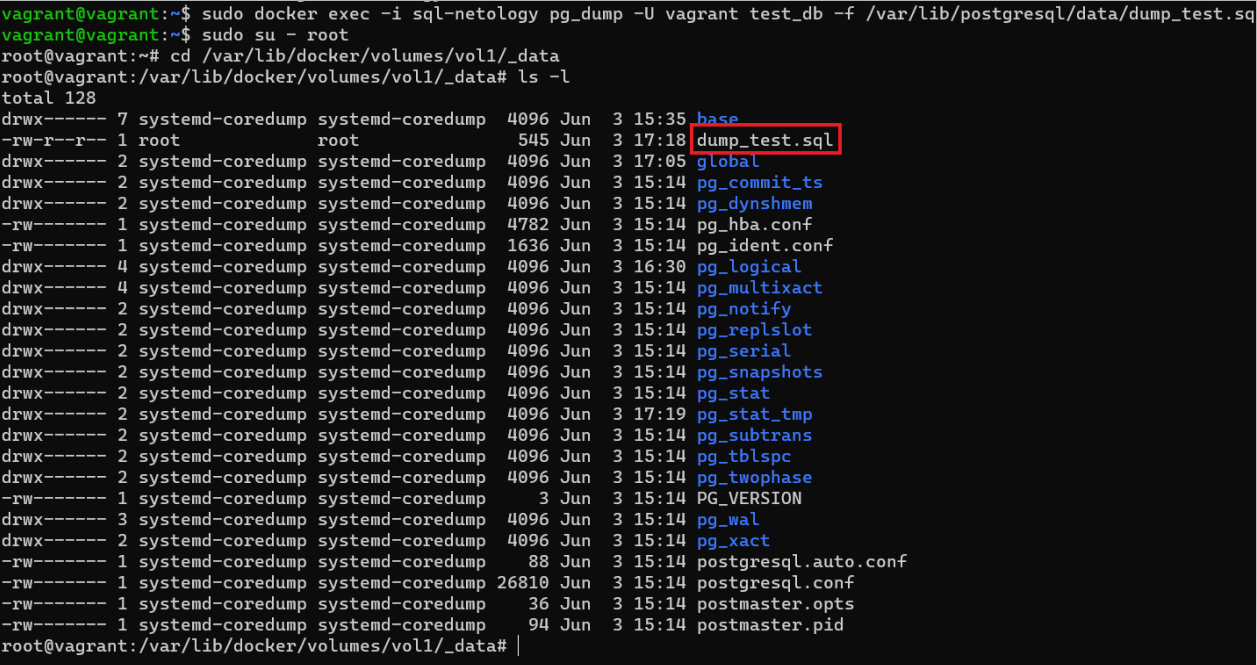 vagrant@vagrant:~$ sudo docker exec -i sql-netology pg_dump -U vagrant test_db -f /var/lib/postgresql/data/dump_test.sq
vagrant@vagrant:~$ sudo su - root
root@vagrant:~# cd /var/lib/docker/volumes/vol1/_data
root@vagrant:/var/lib/docker/volumes/vol1/_data# ls -l
total 128
drwx------ 7 systemd-coredump systemd-coredump  4096 Jun  3 15:35 base
-rw-r--r-- 1 root             root               545 Jun  3 17:18 dump_test.sql
drwx------ 2 systemd-coredump systemd-coredump  4096 Jun  3 17:05 global
drwx------ 2 systemd-coredump systemd-coredump  4096 Jun  3 15:14 pg_commit_ts
drwx------ 2 systemd-coredump systemd-coredump  4096 Jun  3 15:14 pg_dynshmem
-rw------- 1 systemd-coredump systemd-coredump  4782 Jun  3 15:14 pg_hba.conf
-rw------- 1 systemd-coredump systemd-coredump  1636 Jun  3 15:14 pg_ident.conf
drwx------ 4 systemd-coredump systemd-coredump  4096 Jun  3 16:30 pg_logical
drwx------ 4 systemd-coredump systemd-coredump  4096 Jun  3 15:14 pg_multixact
drwx------ 2 systemd-coredump systemd-coredump  4096 Jun  3 15:14 pg_notify
drwx------ 2 systemd-coredump systemd-coredump  4096 Jun  3 15:14 pg_replslot
drwx------ 2 systemd-coredump systemd-coredump  4096 Jun  3 15:14 pg_serial
drwx------ 2 systemd-coredump systemd-coredump  4096 Jun  3 15:14 pg_snapshots
drwx------ 2 systemd-coredump systemd-coredump  4096 Jun  3 15:14 pg_stat
drwx------ 2 systemd-coredump systemd-coredump  4096 Jun  3 17:19 pg_stat_tmp
drwx------ 2 systemd-coredump systemd-coredump  4096 Jun  3 15:14 pg_subtrans
drwx------ 2 systemd-coredump systemd-coredump  4096 Jun  3 15:14 pg_tblspc
drwx------ 2 systemd-coredump systemd-coredump  4096 Jun  3 15:14 pg_twophase
-rw------- 1 systemd-coredump systemd-coredump     3 Jun  3 15:14 PG_VERSION
drwx------ 3 systemd-coredump systemd-coredump  4096 Jun  3 15:14 pg_wal
drwx------ 2 systemd-coredump systemd-coredump  4096 Jun  3 15:14 pg_xact
-rw------- 1 systemd-coredump systemd-coredump    88 Jun  3 15:14 postgresql.auto.conf
-rw------- 1 systemd-coredump systemd-coredump 26810 Jun  3 15:14 postgresql.conf
-rw------- 1 systemd-coredump systemd-coredump    36 Jun  3 15:14 postmaster.opts
-rw------- 1 systemd-coredump systemd-coredump    94 Jun  3 15:14 postmaster.pid
root@vagrant:/var/lib/docker/volumes/vol1/_data#